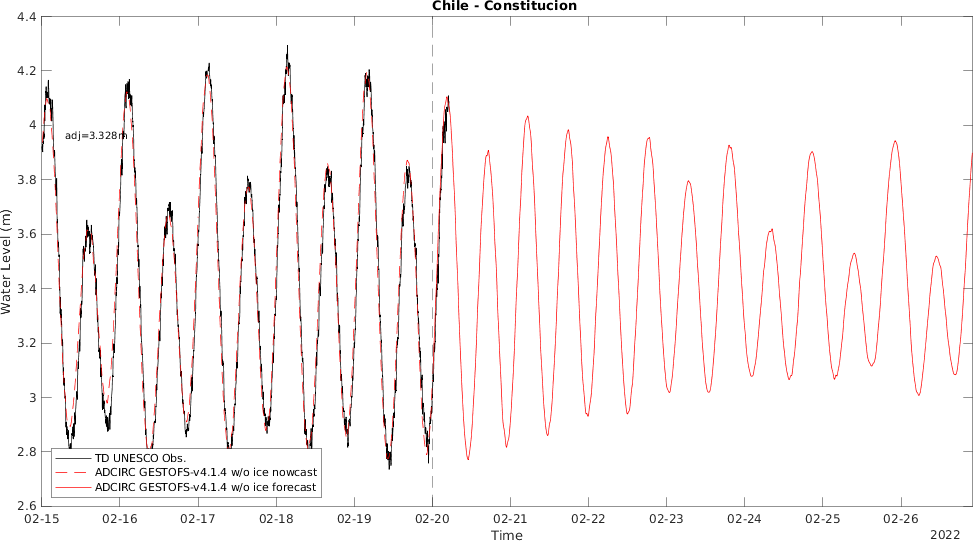 Chile - Constitucion
4.4
4.2
4
3.8
3.6
3.4
3.2
3
2.8
2.6
Water Level (m)
adj=3.328m
TD UNESCO Obs.
ADCIRC GESTOFS-v4.1.4 w/o ice nowcast
ADCIRC GESTOFS-v4.1.4 w/o ice forecast
02-15 02-16 02-17 02-18 02-19 02-20 02-21 02-22 02-23 02-24 02-25 02-26
Time
2022